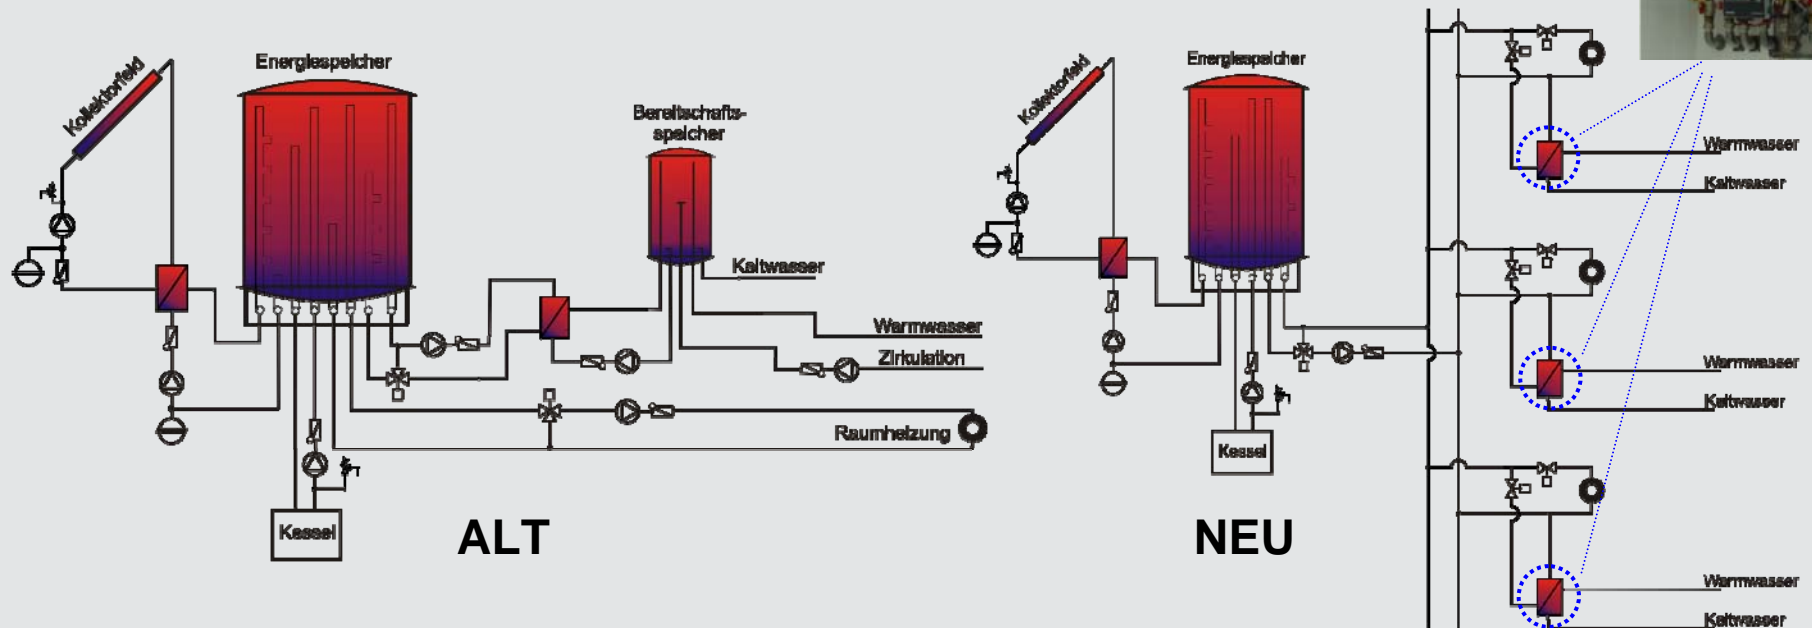 Kollektorfeld
Energiespeicher
Bereitschafts-
speicher
Kaltwasser
Warmwasser
Zirkulation
Raumheizung
Kessel
ALT
Kollektorfeld
Energiespeicher
Kessel
NEU
Warmwasser
Kaltwasser
Warmwasser
Kaltwasser
Warmwasser
Kaltwasser